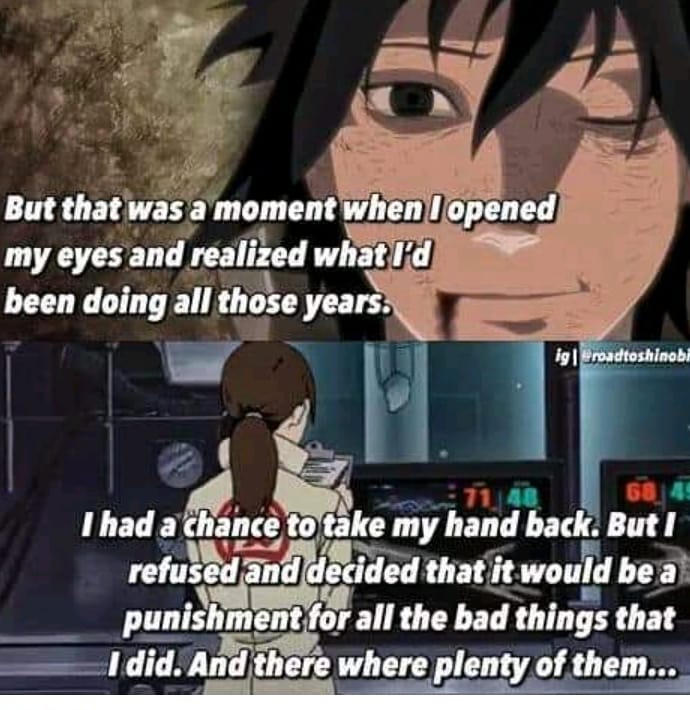 But that was a moment when I opened
my eyes and realized what I'd
been doing all those years.
ig | @roadtoshinobi
71 48
68 4
I had a chance to take my hand back. But I
refused and decided that it would be a
punishment for all the bad things that
I did. And there where plenty of them...